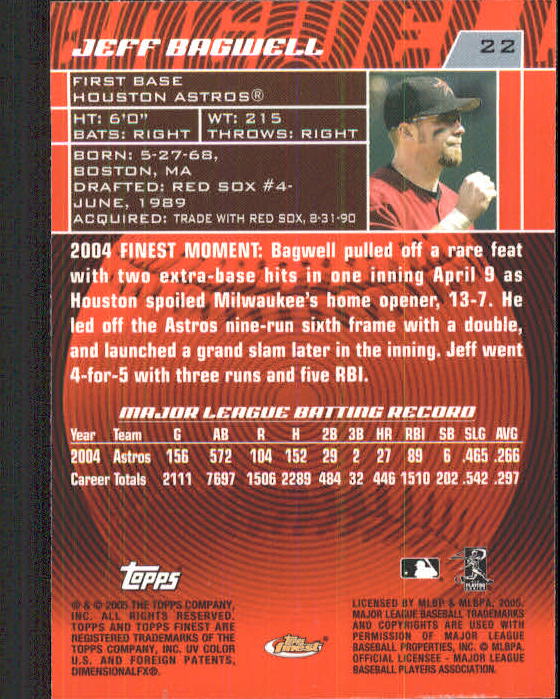 JEFF BAGWELL
22
FIRST BASE
HOUSTON ASTROS®
HT: 6'0" WT: 215
BATS: RIGHT THROWS: RIGHT
BORN: 5-27-68,
BOSTON, MA
DRAFTED: RED SOX #4-
JUNE, 1989
ACQUIRED: TRADE WITH RED SOX, 8-31-90
2004 FINEST MOMENT: Bagwell pulled off a rare feat
with two extra-base hits in one inning April 9 as
Houston spoiled Milwaukee's home opener, 13-7. He
led off the Astros nine-run sixth frame with a double,
and launched a grand slam later in the inning. Jeff went
4-for-5 with three runs and five RBI.
MAJOR LEAGUE BATTING RECORD
Year Team G AB R H 2B 3B HR RBI SB SLG AVG
2004 Astros 156 572 104 152 29 2 27 89 6 .465 .266
Career Totals 2111 7697 1506 2289 484 32 446 1510 202 .542 .297
Topps
® & © 2005 THE TOPPS COMPANY,
INC. ALL RIGHTS RESERVED.
TOPPS AND TOPPS FINEST ARE
REGISTERED TRADEMARKS OF THE
TOPPS COMPANY, INC. UV COLOR
U.S. AND FOREIGN PATENTS,
DIMENSIONALFX®.
Topps
finest
LICENSED BY MLBP & MLBPA, 2005.
MAJOR LEAGUE BASEBALL TRADEMARKS
AND COPYRIGHTS ARE USED WITH
PERMISSION OF MAJOR LEAGUE
BASEBALL PROPERTIES, INC. © MLBPA.
OFFICIAL LICENSEE - MAJOR LEAGUE
BASEBALL PLAYERS ASSOCIATION.